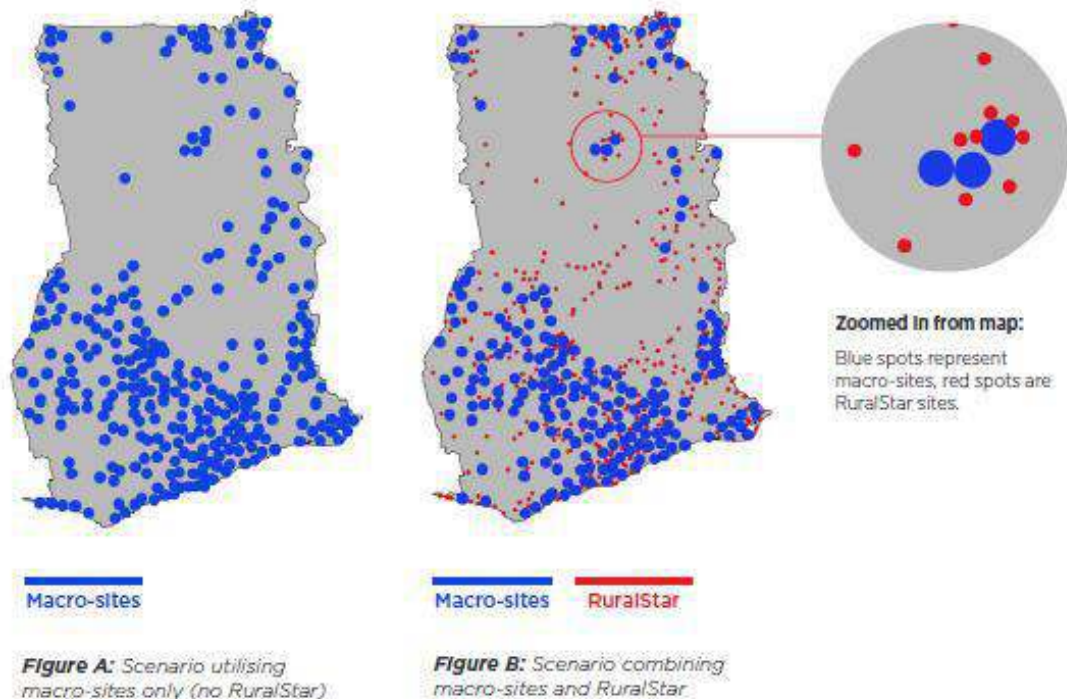 Zoomed in from map:
Blue spots represent
macro-sites, red spots are
RuralStar sites.
Macro-sites
Macro-sites
RuralStar
Figure A: Scenario utilising
macro-sites only (no RuralStar)
Figure B: Scenario combining
macro-sites and RuralStar